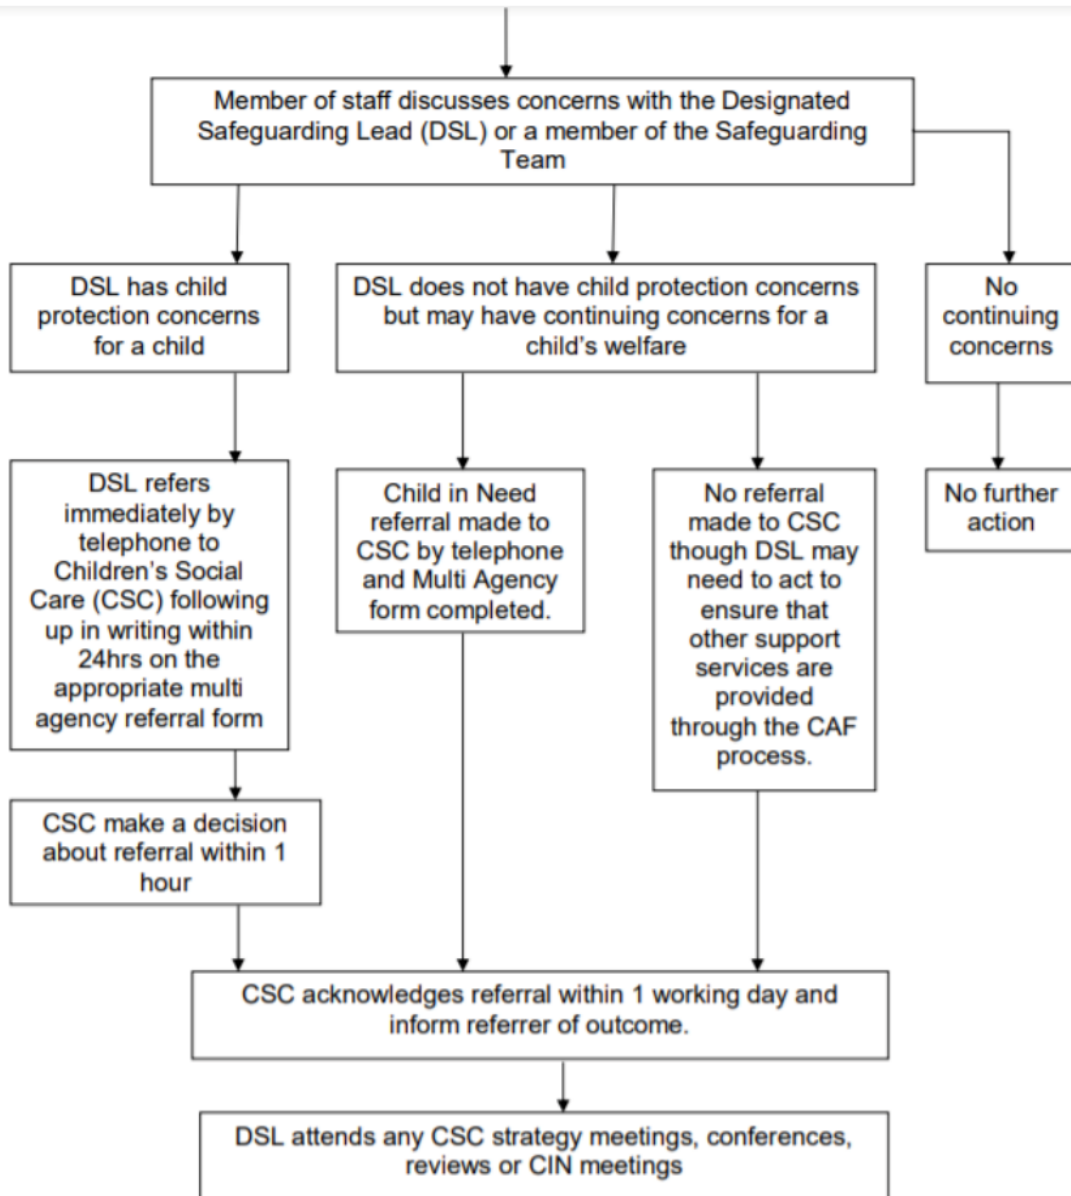 Member of staff discusses concerns with the Designated
Safeguarding Lead (DSL) or a member of the Safeguarding
Team
DSL has child
protection concerns
for a child
DSL does not have child protection concerns
but may have continuing concerns for a
child's welfare
No
continuing
concerns
DSL refers
immediately by
telephone to
Children's Social
Care (CSC) following
up in writing within
24hrs on the
appropriate multi
agency referral form
Child in Need
referral made to
CSC by telephone
and Multi Agency
form completed.
No referral
made to CSC
though DSL may
need to act to
ensure that
other support
services are
provided
through the CAF
process.
No further
action
CSC make a decision
about referral within 1
hour
CSC acknowledges referral within 1 working day and
inform referrer of outcome.
DSL attends any CSC strategy meetings, conferences,
reviews or CIN meetings